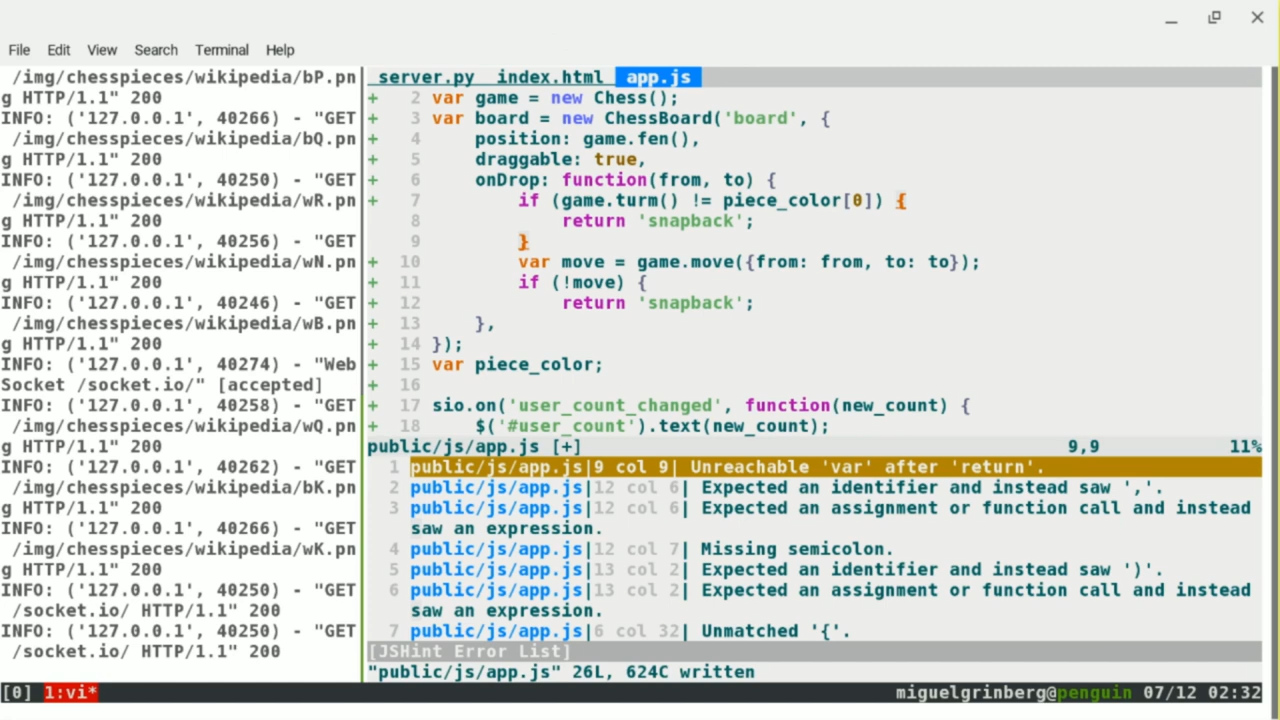 File Edit View Search Terminal Help
/img/chesspieces/wikipedia/bP.pn
g HTTP/1.1" 200
INFO: ('127.0.0.1', 40266) - "GET
/img/chesspieces/wikipedia/bQ.pn
g HTTP/1.1" 200
INFO: ('127.0.0.1', 40250) - "GET
/img/chesspieces/wikipedia/wR.pn
g HTTP/1.1" 200
INFO: ('127.0.0.1', 40256) - "GET
/img/chesspieces/wikipedia/wN.pn
g HTTP/1.1" 200
INFO: ('127.0.0.1', 40246) - "GET
/img/chesspieces/wikipedia/wB.pn
g HTTP/1.1" 200
INFO: ('127.0.0.1', 40274) - "Web
Socket /socket.io/" [accepted]
INFO: ('127.0.0.1', 40258) - "GET
/img/chesspieces/wikipedia/wQ.pn
g HTTP/1.1" 200
INFO: ('127.0.0.1', 40262) - "GET
/img/chesspieces/wikipedia/bK.pn
g HTTP/1.1" 200
INFO: ('127.0.0.1', 40266) - "GET
/img/chesspieces/wikipedia/wK.pn
g HTTP/1.1" 200
INFO: ('127.0.0.1', 40250) - "GET
/socket.io/ HTTP/1.1" 200
INFO: ('127.0.0.1', 40250) - "GET
/socket.io/ HTTP/1.1" 200
server.py index.html app.js
+ 2 var game = new Chess();
+ 3 var board = new ChessBoard('board', {
+ 4     position: game.fen(),
+ 5     draggable: true,
+ 6     onDrop: function(from, to) {
+ 7         if (game.turm() != piece_color[0]) {
8             return 'snapback';
9         }
+ 10         var move = game.move({from: from, to: to});
+ 11         if (!move) {
+ 12             return 'snapback';
+ 13     },
+ 14 });
+ 15 var piece_color;
+ 16
+ 17 sio.on('user_count_changed', function(new_count) {
+ 18     $('#user_count').text(new_count);
public/js/app.js [+] 9,9 11%
1 public/js/app.js|9 col 9| Unreachable 'var' after 'return'.
2 public/js/app.js|12 col 6| Expected an identifier and instead saw ','.
3 public/js/app.js|12 col 6| Expected an assignment or function call and instead
saw an expression.
4 public/js/app.js|12 col 7| Missing semicolon.
5 public/js/app.js|13 col 2| Expected an identifier and instead saw ')'.
6 public/js/app.js|13 col 2| Expected an assignment or function call and instead
saw an expression.
7 public/js/app.js|6 col 32| Unmatched '{'.
[JSHint Error List]
"public/js/app.js" 26L, 624C written
[0] 1:vi* miguelgrinberg@penguin 07/12 02:32